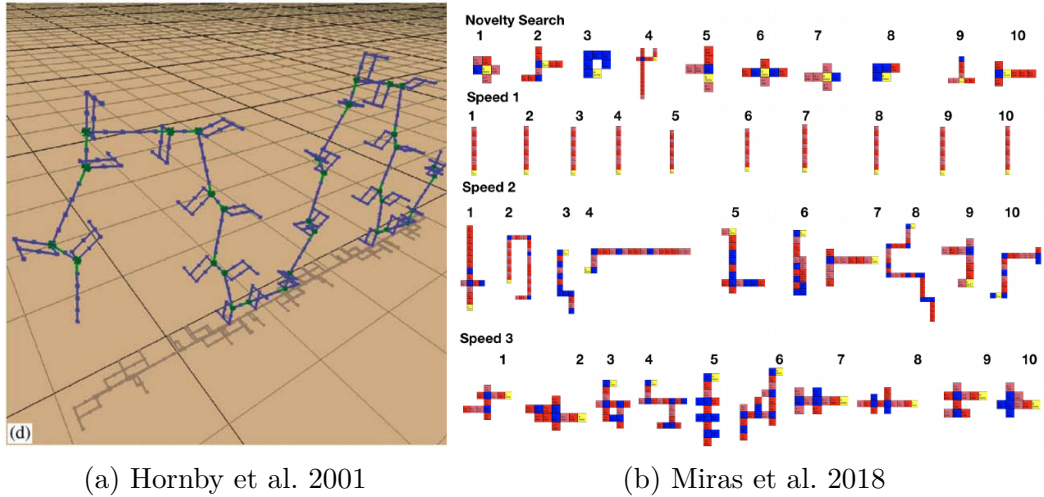 Novelty Search
1 2 3 4 5 6 7 8 9 10
Speed 1
1 2 3 4 5 6 7 8 9 10
Speed 2
1 2 3 4 5 6 7 8 9 10
Speed 3
1 2 3 4 5 6 7 8 9 10
(d)
(a) Hornby et al. 2001
(b) Miras et al. 2018